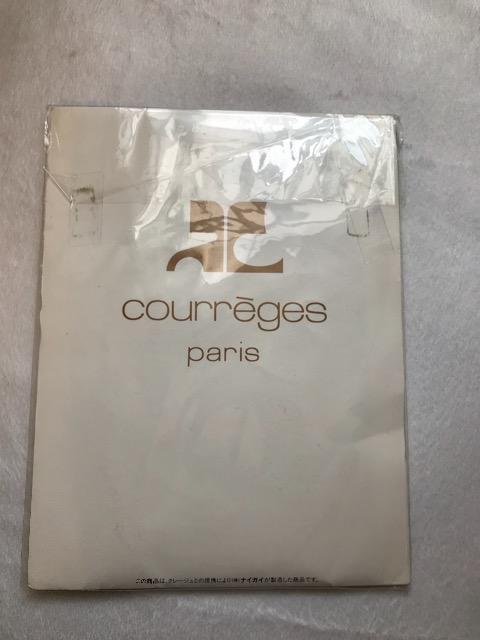 courrèges
paris
この商品は、クレージュとの提携により(株)ナイガイが製造した商品です。